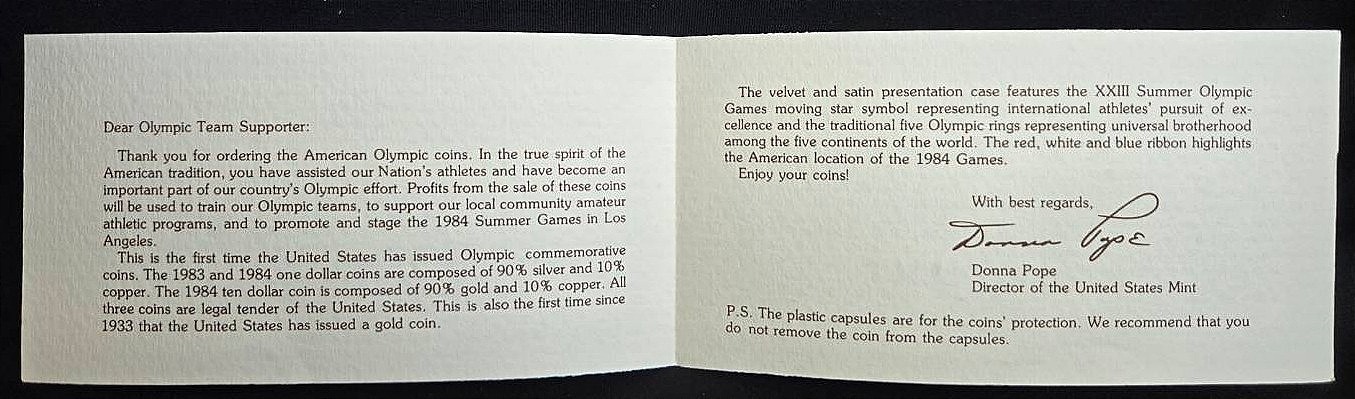 Dear Olympic Team Supporter:
Thank you for ordering the American Olympic coins. In the true spirit of the
American tradition, you have assisted our Nation's athletes and have become an
important part of our country's Olympic effort. Profits from the sale of these coins
will be used to train our Olympic teams, to support our local community amateur
athletic programs, and to promote and stage the 1984 Summer Games in Los
Angeles.
This is the first time the United States has issued Olympic commemorative
coins. The 1983 and 1984 one dollar coins are composed of 90% silver and 10%
copper. The 1984 ten dollar coin is composed of 90% gold and 10% copper. All
three coins are legal tender of the United States. This is also the first time since
1933 that the United States has issued a gold coin.
The velvet and satin presentation case features the XXIII Summer Olympic
Games moving star symbol representing international athletes' pursuit of ex-
cellence and the traditional five Olympic rings representing universal brotherhood
among the five continents of the world. The red, white and blue ribbon highlights
the American location of the 1984 Games.
Enjoy your coins!
With best regards,
Donna Pope
Donna Pope
Director of the United States Mint
P.S. The plastic capsules are for the coins' protection. We recommend that you
do not remove the coin from the capsules.